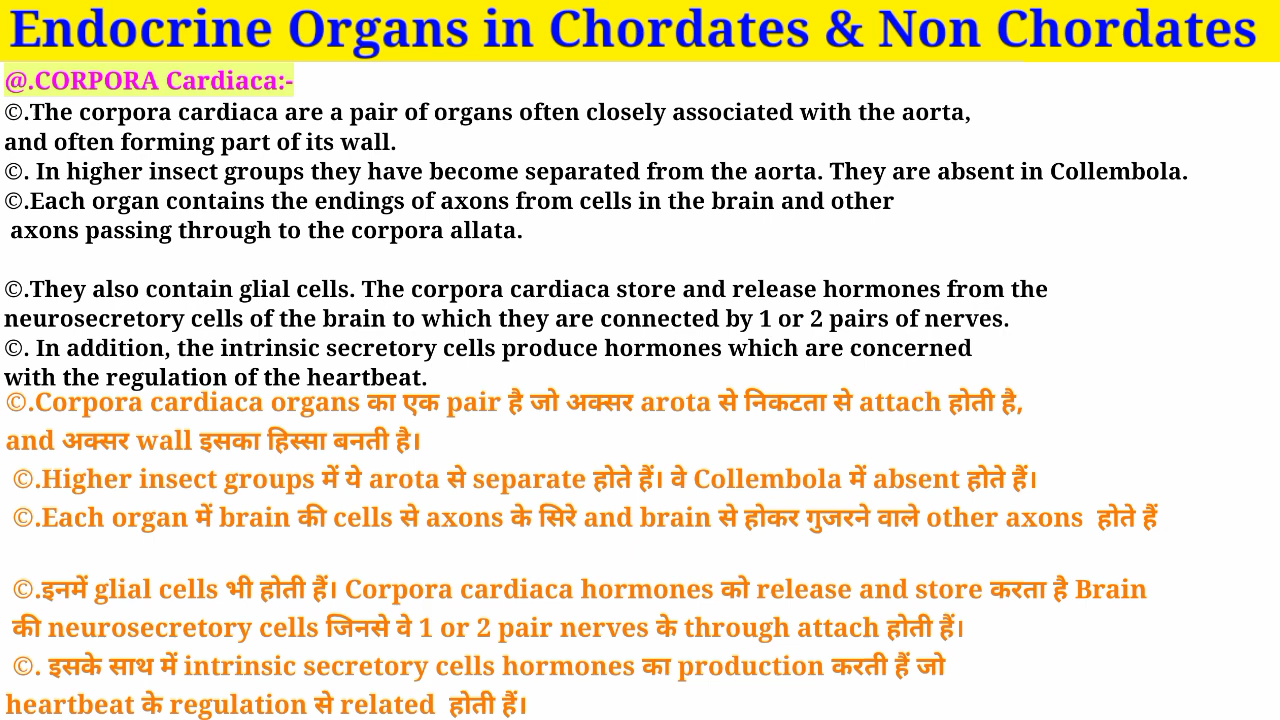 Endocrine Organs in Chordates & Non Chordates
@.CORPORA Cardiaca:-
©.The corpora cardiaca are a pair of organs often closely associated with the aorta,
and often forming part of its wall.
©. In higher insect groups they have become separated from the aorta. They are absent in Collembola.
©.Each organ contains the endings of axons from cells in the brain and other
axons passing through to the corpora allata.
©.They also contain glial cells. The corpora cardiaca store and release hormones from the
neurosecretory cells of the brain to which they are connected by 1 or 2 pairs of nerves.
©. In addition, the intrinsic secretory cells produce hormones which are concerned
with the regulation of the heartbeat.
©.Corpora cardiaca organs का एक pair है जो अक्सर arota से निकटता से attach होती है,
and अक्सर wall इसका हिस्सा बनती है।
©.Higher insect groups में ये arota से separate होते हैं। वे Collembola में absent होते हैं।
©.Each organ में brain की cells से axons के सिरे and brain से होकर गुजरने वाले other axons होते हैं
©.इनमें glial cells भी होती हैं। Corpora cardiaca hormones को release and store करता है Brain
की neurosecretory cells जिनसे वे 1 or 2 pair nerves के through attach होती हैं।
©. इसके साथ में intrinsic secretory cells hormones का production करती हैं जो
heartbeat के regulation से related होती हैं।